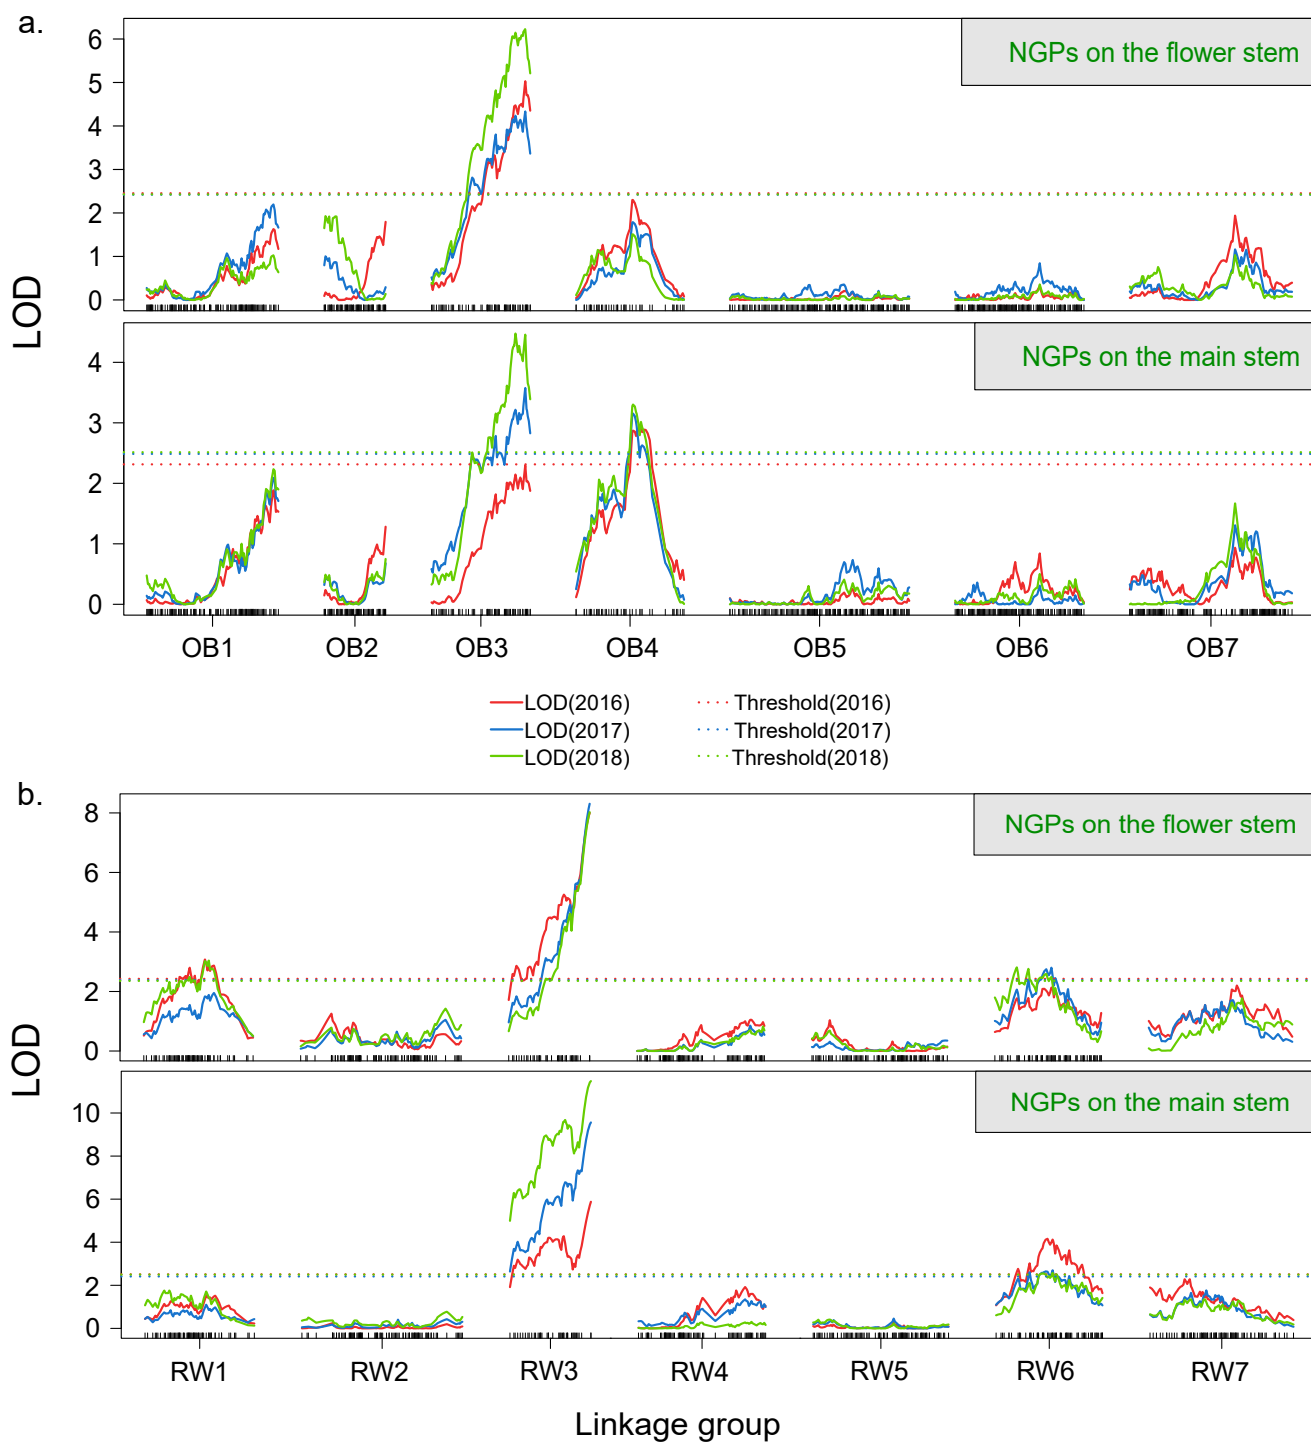 a.
NGPs on the flower stem
6
5
4
3
2
1
0
LOD
NGPs on the main stem
4
3
2
1
0
OB1 OB2 OB3 OB4 OB5 OB6 OB7
LOD(2016) Threshold(2016)
LOD(2017) Threshold(2017)
LOD(2018) Threshold(2018)
b.
NGPs on the flower stem
8
6
4
2
0
LOD
NGPs on the main stem
10
8
6
4
2
0
RW1 RW2 RW3 RW4 RW5 RW6 RW7
Linkage group